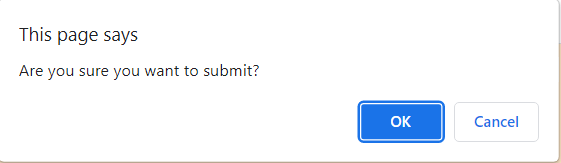 This page says
Are you sure you want to submit?
OK Cancel